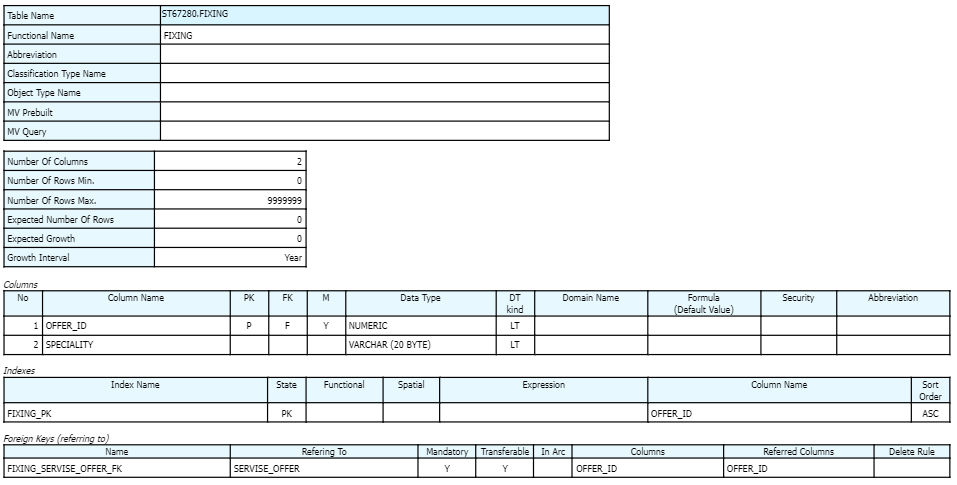 Table Name ST67280.FIXING
Functional Name FIXING
Abbreviation
Classification Type Name
Object Type Name
MV Prebuilt
MV Query
Number Of Columns 2
Number Of Rows Min. 0
Number Of Rows Max. 9999999
Expected Number Of Rows 0
Expected Growth 0
Growth Interval Year
Columns
No Column Name PK FK M Data Type DT kind Domain Name Formula (Default Value) Security Abbreviation
1 OFFER_ID P F Y NUMERIC LT
2 SPECIALITY VARCHAR (20 BYTE) LT
Indexes
Index Name State Functional Spatial Expression Column Name Sort Order
FIXING_PK PK OFFER_ID ASC
Foreign Keys (referring to)
Name Refering To Mandatory Transferable In Arc Columns Referred Columns Delete Rule
FIXING_SERVISE_OFFER_FK SERVISE_OFFER Y Y OFFER_ID OFFER_ID